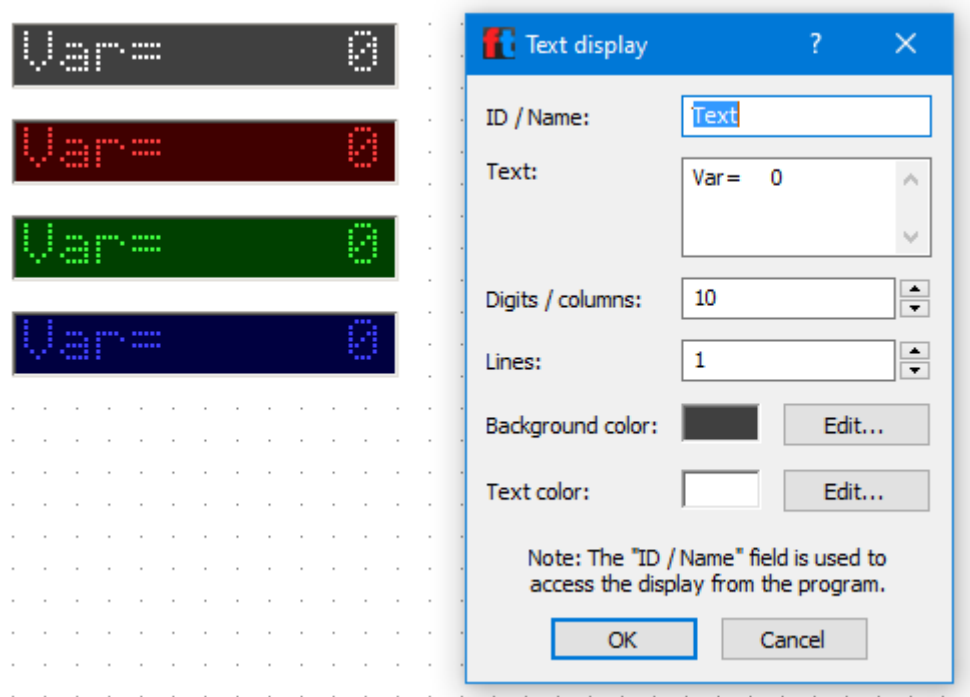 Var=     0
Var=     0
Var=     0
Var=     0
ft Text display ? ×
ID / Name: Text
Text: Var=  0
Digits / columns: 10
Lines: 1
Background color: Edit...
Text color: Edit...
Note: The "ID / Name" field is used to
access the display from the program.
OK Cancel